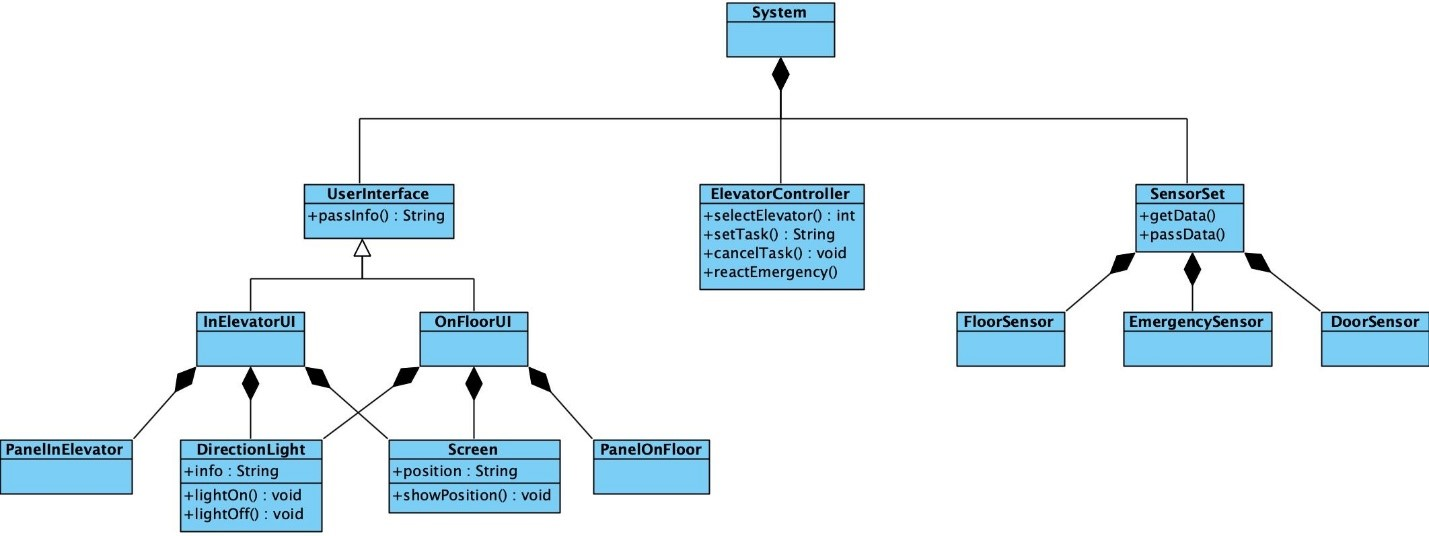 System
UserInterface
+passInfo() : String
ElevatorController
+selectElevator() : int
+setTask() : String
+cancelTask() : void
+reactEmergency()
SensorSet
+getData()
+passData()
InElevatorUI
OnFloorUI
FloorSensor
EmergencySensor
DoorSensor
PanelInElevator
DirectionLight
+info : String
+lightOn() : void
+lightOff() : void
Screen
+position : String
+showPosition() : void
PanelOnFloor